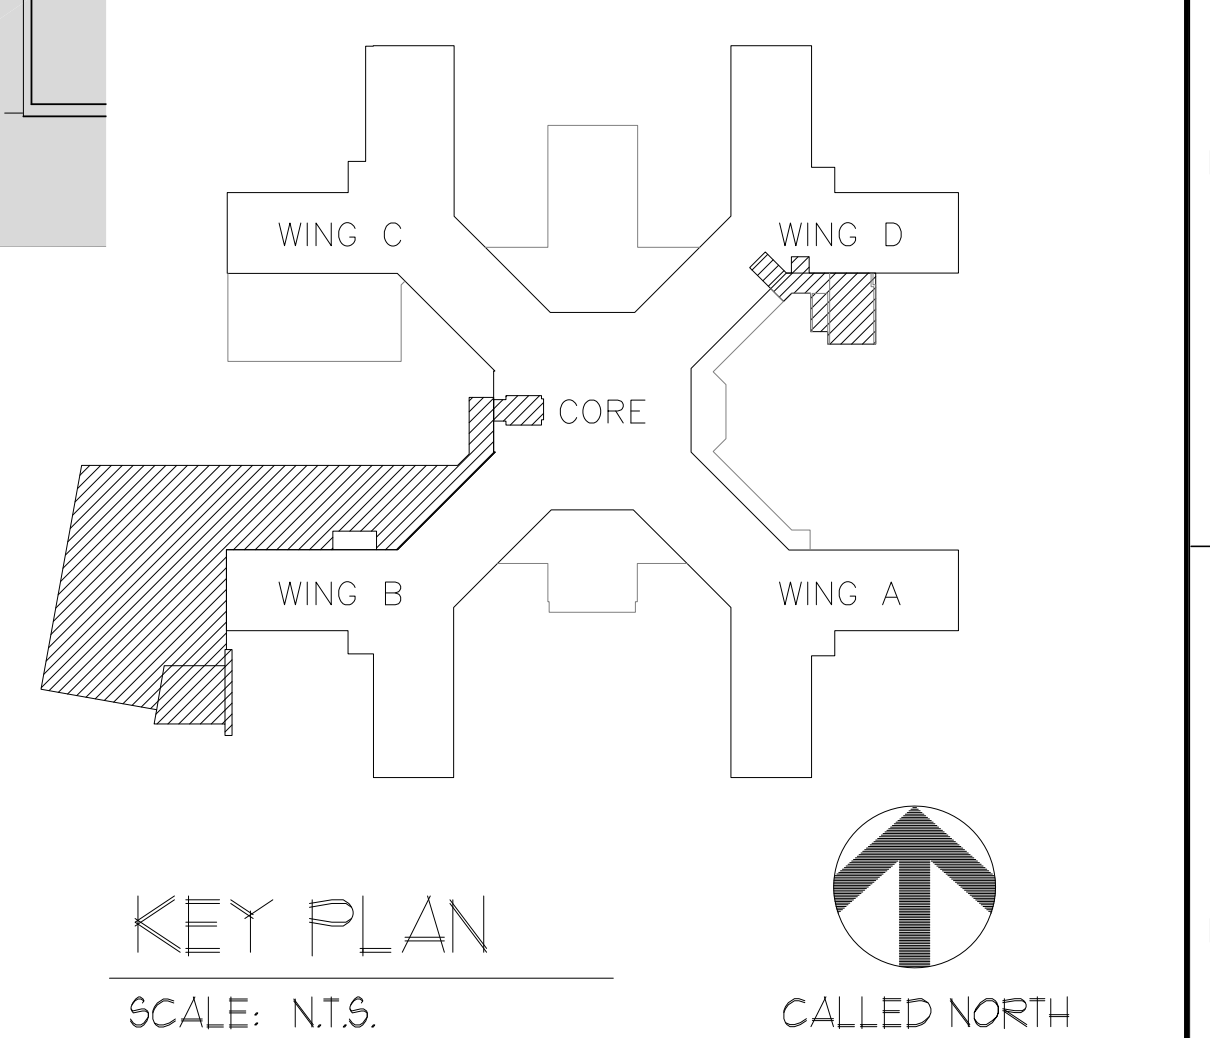 WING C
WING D
CORE
WING B
WING A
KEY PLAN
SCALE: N.T.S.
CALLED NORTH